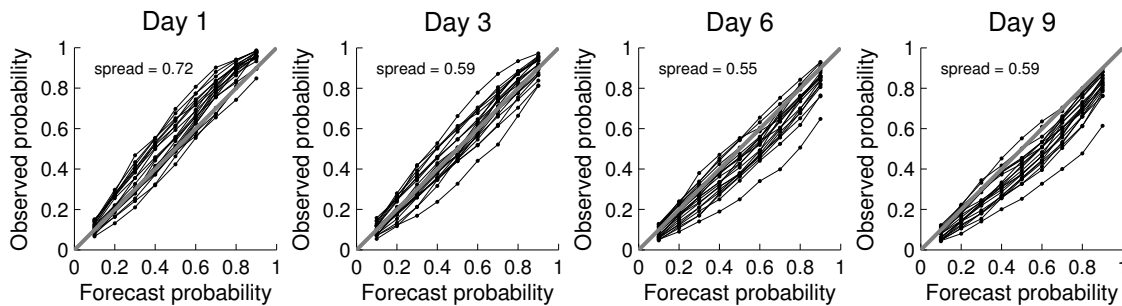 Day 1
Observed probability
1
0.8
0.6
0.4
0.2
0
spread = 0.72
0 0.2 0.4 0.6 0.8 1
Forecast probability
Day 3
Observed probability
1
0.8
0.6
0.4
0.2
0
spread = 0.59
0 0.2 0.4 0.6 0.8 1
Forecast probability
Day 6
Observed probability
1
0.8
0.6
0.4
0.2
0
spread = 0.55
0 0.2 0.4 0.6 0.8 1
Forecast probability
Day 9
Observed probability
1
0.8
0.6
0.4
0.2
0
spread = 0.59
0 0.2 0.4 0.6 0.8 1
Forecast probability